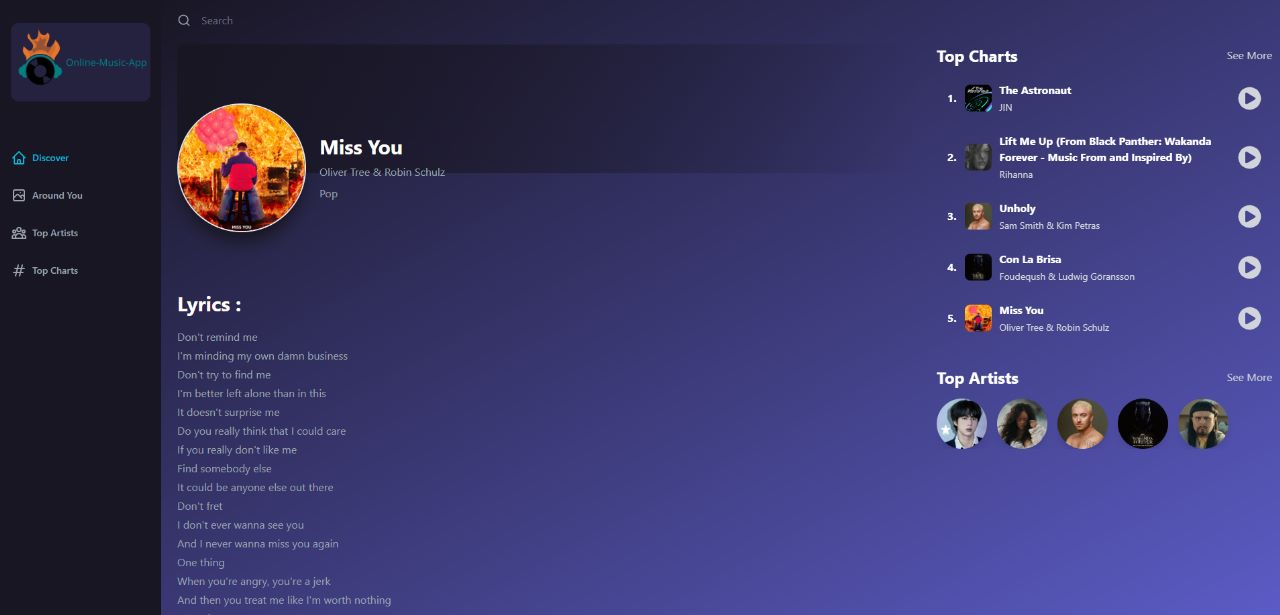 Online-Music-App
Discover
Around You
Top Artists
Top Charts
Search
Miss You
Oliver Tree & Robin Schulz
Pop
MISS YOU
Lyrics :
Don't remind me
I'm minding my own damn business
Don't try to find me
I'm better left alone than in this
It doesn't surprise me
Do you really think that I could care
If you really don't like me
Find somebody else
It could be anyone else out there
Don't fret
I don't ever wanna see you
And I never wanna miss you again
One thing
When you're angry, you're a jerk
And then you treat me like I'm worth nothing
Top Charts
See More
1.
The Astronaut
JIN
2.
Lift Me Up (From Black Panther: Wakanda
Forever - Music From and Inspired By)
Rihanna
3.
Unholy
Sam Smith & Kim Petras
4.
Con La Brisa
Foudeqush & Ludwig Göransson
5.
Miss You
Oliver Tree & Robin Schulz
Top Artists
See More